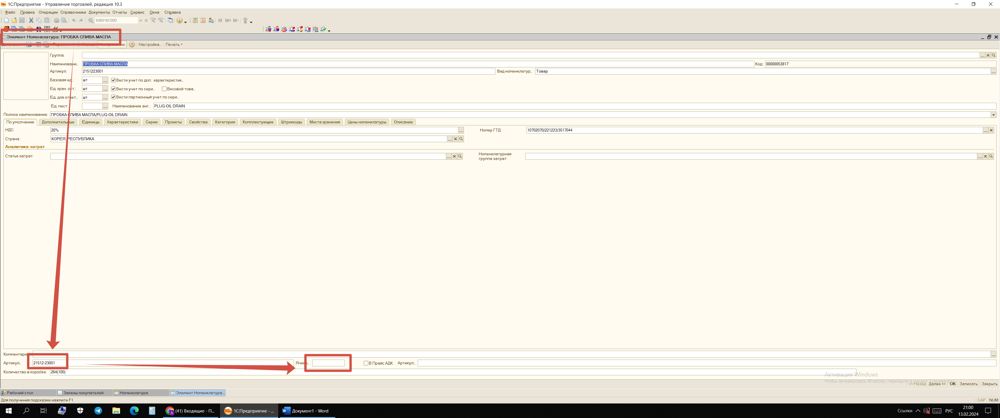 1С:Предприятие - Управление торговлей, редакция 10.3
Файл Правка Операции Справочники Документы Отчеты Сервис Окна Справка
936916C000 M M+ M-
Элемент Номенклатура: ПРОБКА СЛИВА МАСЛА
Настройка... Печать
Группа:
Наименовани.. ПРОБКА СЛИВА МАСЛА Код: 00000053817
Артикул: 2151223001 Вид номенклатур.. Товар
Базовая ед.: шт Вести учет по доп. характеристик..
Ед. хран. ост.: шт Вести учет по сери.. Весовой това..
Ед. для отчет.. шт Вести партионный учет по сери..
Ед. мест: Наименование анг.. PLUG-OIL DRAIN
Полное наименование: ПРОБКА СЛИВА МАСЛА/PLUG-OIL DRAIN
По умолчанию Дополнительные Единицы Характеристики Серии Проекты Свойства Категории Комплектующие Штрихкоды Места хранения Цены номенклатуры Описание
НДС: 20% Номер ГТД: 10702070/221223/3517044
Страна : КОРЕЯ, РЕСПУБЛИКА
Аналитика затрат
Статья затрат: Номенклатурная группа затрат:
Комментари
Артикул.. 21512-23001 Ячейк.. В Прайс АДК Артикул..
Количество в коробке: 264(100)
Активация Windows
Чтобы активировать Windows, перейдите в раздел "Параметры".
<< Назад Далее >> OK Записать Закрыть
Рабочий стол Заказы покупателей Номенклатура Элемент Номенклатура:..
Для получения подсказки нажмите F1 CAP NUM
(41) Входящие - П... 1С:Предприятие - ... Документ1 - Word Ссылки РУС 21:00
13.02.2024